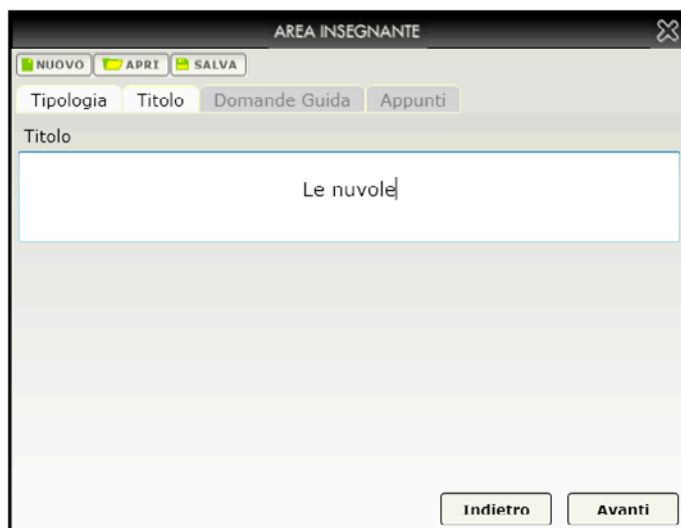 AREA INSEGNANTE
NUOVO APRI SALVA
Tipologia Titolo Domande Guida Appunti
Titolo
Le nuvole
Indietro Avanti